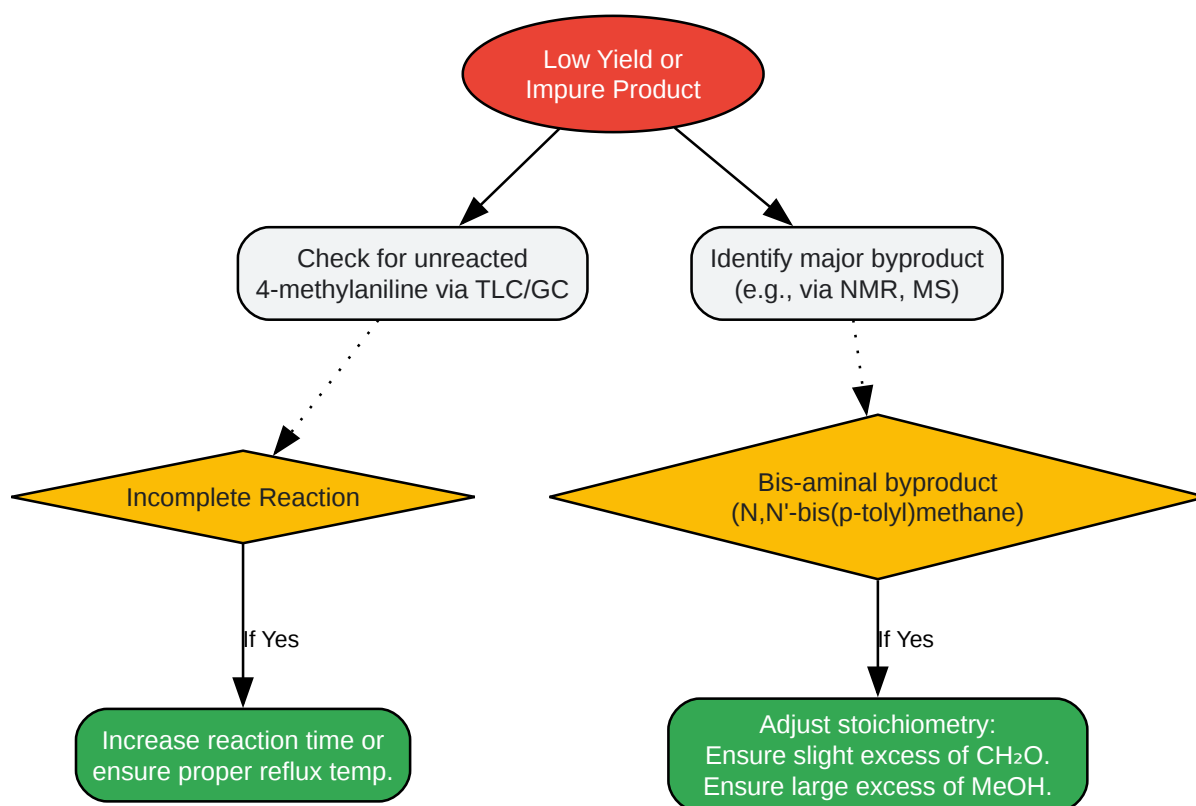 Low Yield or
Impure Product
Check for unreacted
4-methylaniline via TLC/GC
Identify major byproduct
(e.g., via NMR, MS)
Incomplete Reaction
Bis-aminal byproduct
(N,N'-bis(p-tolyl)methane)
If Yes
If Yes
Increase reaction time or
ensure proper reflux temp.
Adjust stoichiometry:
Ensure slight excess of CH₂O.
Ensure large excess of MeOH.